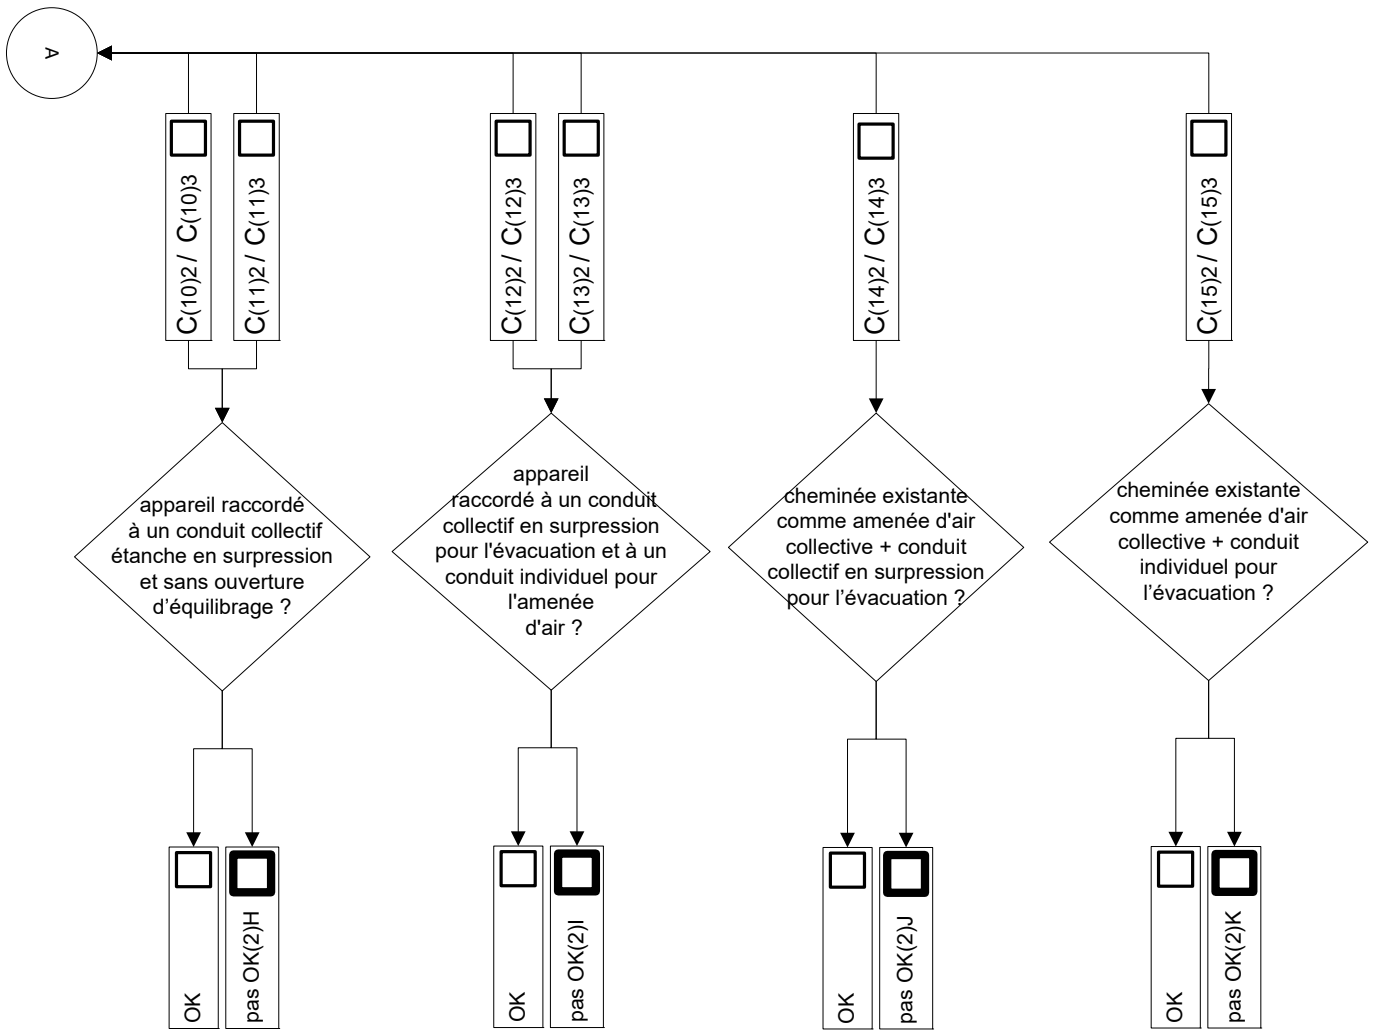 A
C(10)2 / C(10)3
C(11)2 / C(11)3
C(12)2 / C(12)3
C(13)2 / C(13)3
C(14)2 / C(14)3
C(15)2 / C(15)3
appareil raccordé
à un conduit collectif
étanche en surpression
et sans ouverture
d’équilibrage ?
appareil
raccordé à un conduit
collectif en surpression
pour l'évacuation et à un
conduit individuel pour
l'amenée
d'air ?
cheminée existante
comme amenée d'air
collective + conduit
collectif en surpression
pour l’évacuation ?
cheminée existante
comme amenée d'air
collective + conduit
individuel pour
l’évacuation ?
OK
pas OK(2)H
OK
pas OK(2)I
OK
pas OK(2)J
OK
pas OK(2)K